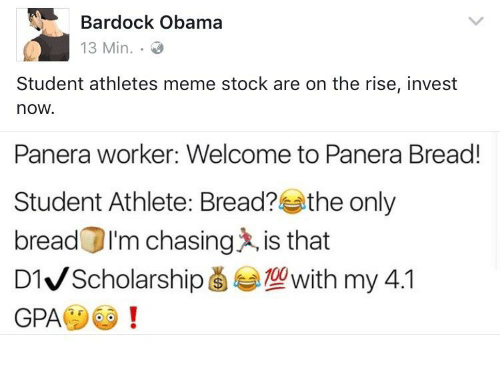 Bardock Obama
13 Min. ·
Student athletes meme stock are on the rise, invest
now.
Panera worker: Welcome to Panera Bread!
Student Athlete: Bread?😂the only
bread🍞I'm chasing🏃is that
D1✔Scholarship💰😂💯with my 4.1
GPA🤔😳❗